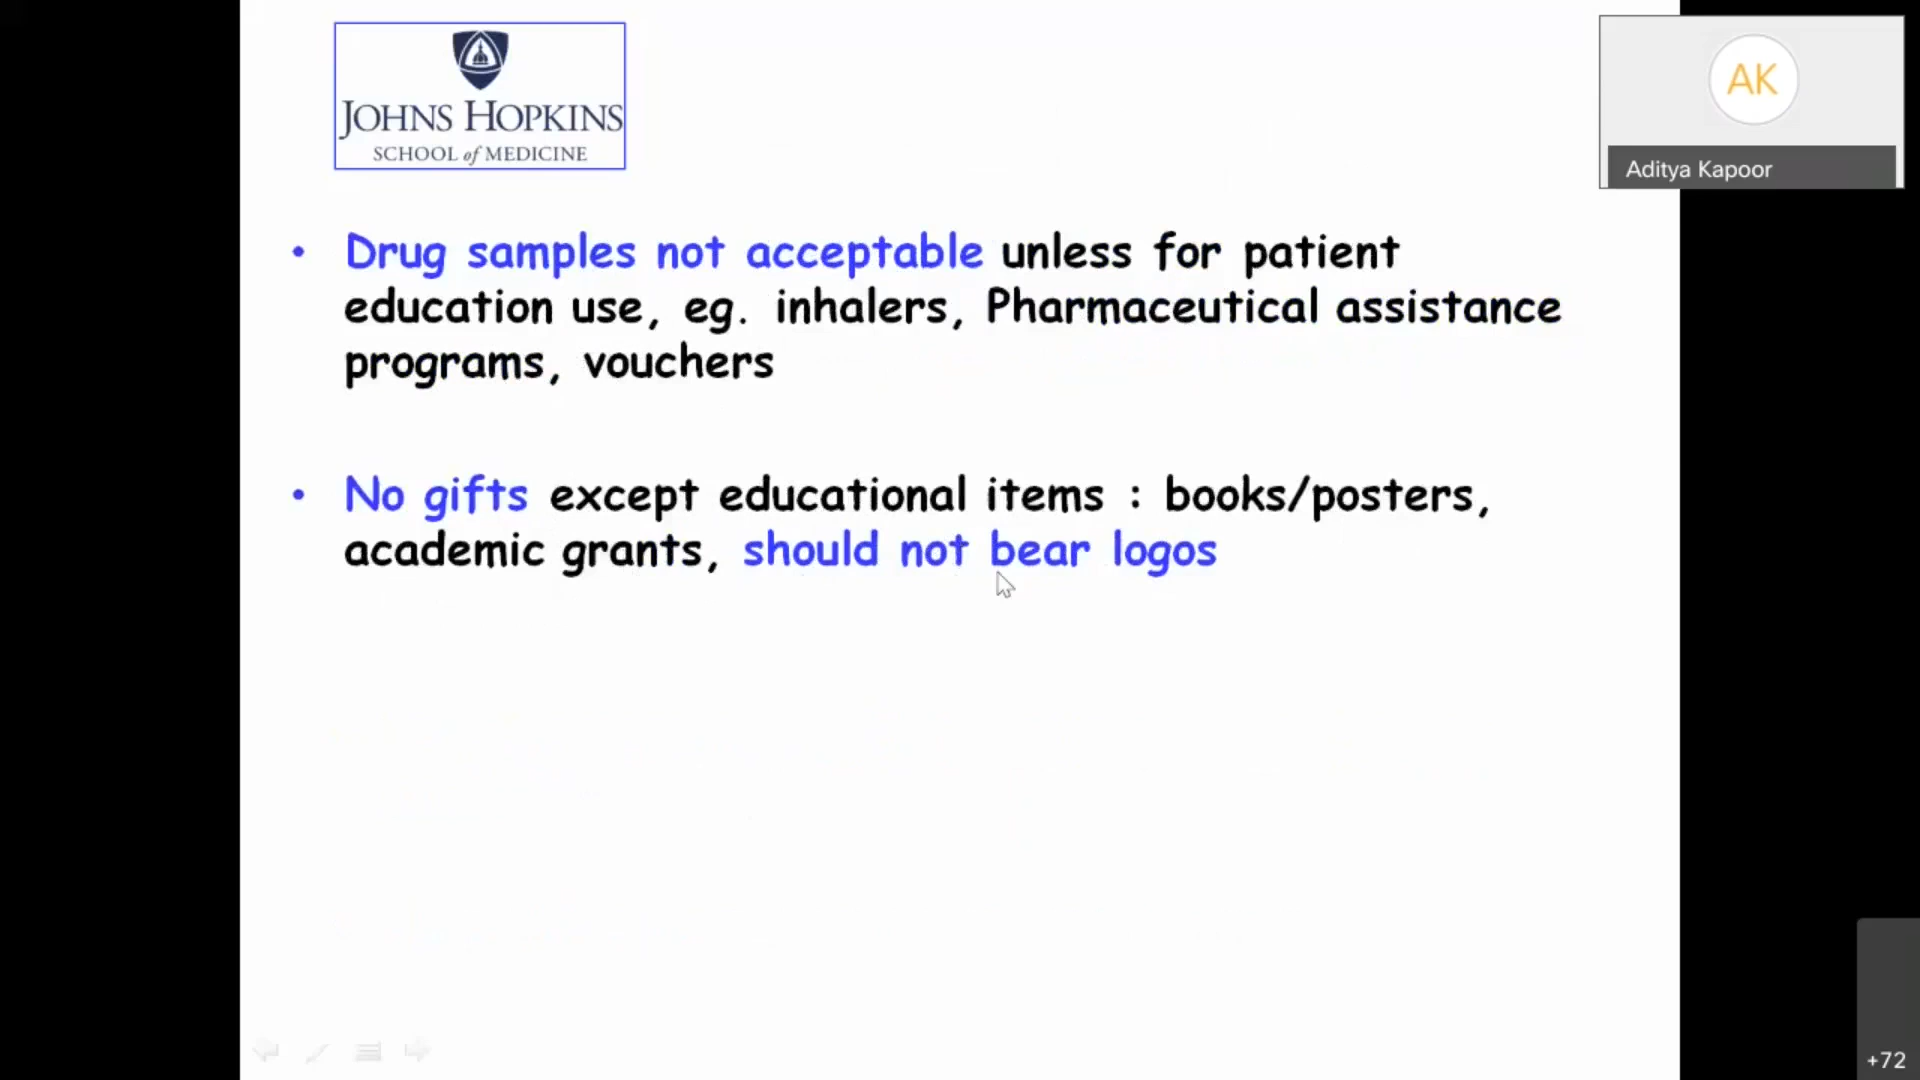 JOHNS HOPKINS
SCHOOL of MEDICINE
AK
Aditya Kapoor
• Drug samples not acceptable unless for patient
education use, eg. inhalers, Pharmaceutical assistance
programs, vouchers
• No gifts except educational items : books/posters,
academic grants, should not bear logos
+72